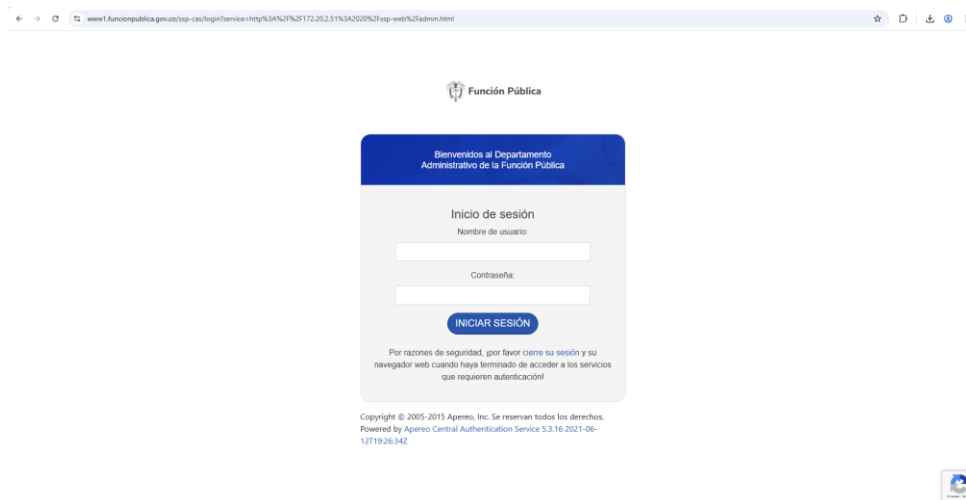 www1.funcionpublica.gov.co/ssp-cas/login?service=http%3A%2F%2F172.20.2.51%3A2020%2Fssp-web%2Fadmin.html
Función Pública
Bienvenidos al Departamento
Administrativo de la Función Pública
Inicio de sesión
Nombre de usuario:
Contraseña:
INICIAR SESIÓN
Por razones de seguridad, ¡por favor cierre su sesión y su
navegador web cuando haya terminado de acceder a los servicios
que requieren autenticación!
Copyright © 2005-2015 Apereo, Inc. Se reservan todos los derechos.
Powered by Apereo Central Authentication Service 5.3.16 2021-06-
12T19:26:34Z